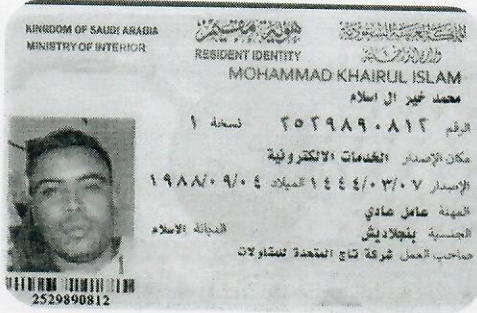 KINGDOM OF SAUDI ARABIA
MINISTRY OF INTERIOR
المملكة العربية السعودية
وزارة الداخلية
هوية مقيم
RESIDENT IDENTITY
MOHAMMAD KHAIRUL ISLAM
محمد خير ال اسلام
الرقم ٢٥٢٩٨٩٠٨١٢ نسخة ١
مكان الإصدار الخدمات الالكترونية
الإصدار ١٤٤٤/٠٣/٠٧ الميلاد ١٩٨٨/٠٩/٠٤
المهنة عامل عادي
الجنسية بنجلاديش الديانة الاسلام
صاحب العمل شركة تاج المتحدة للمقاولات
2529890812